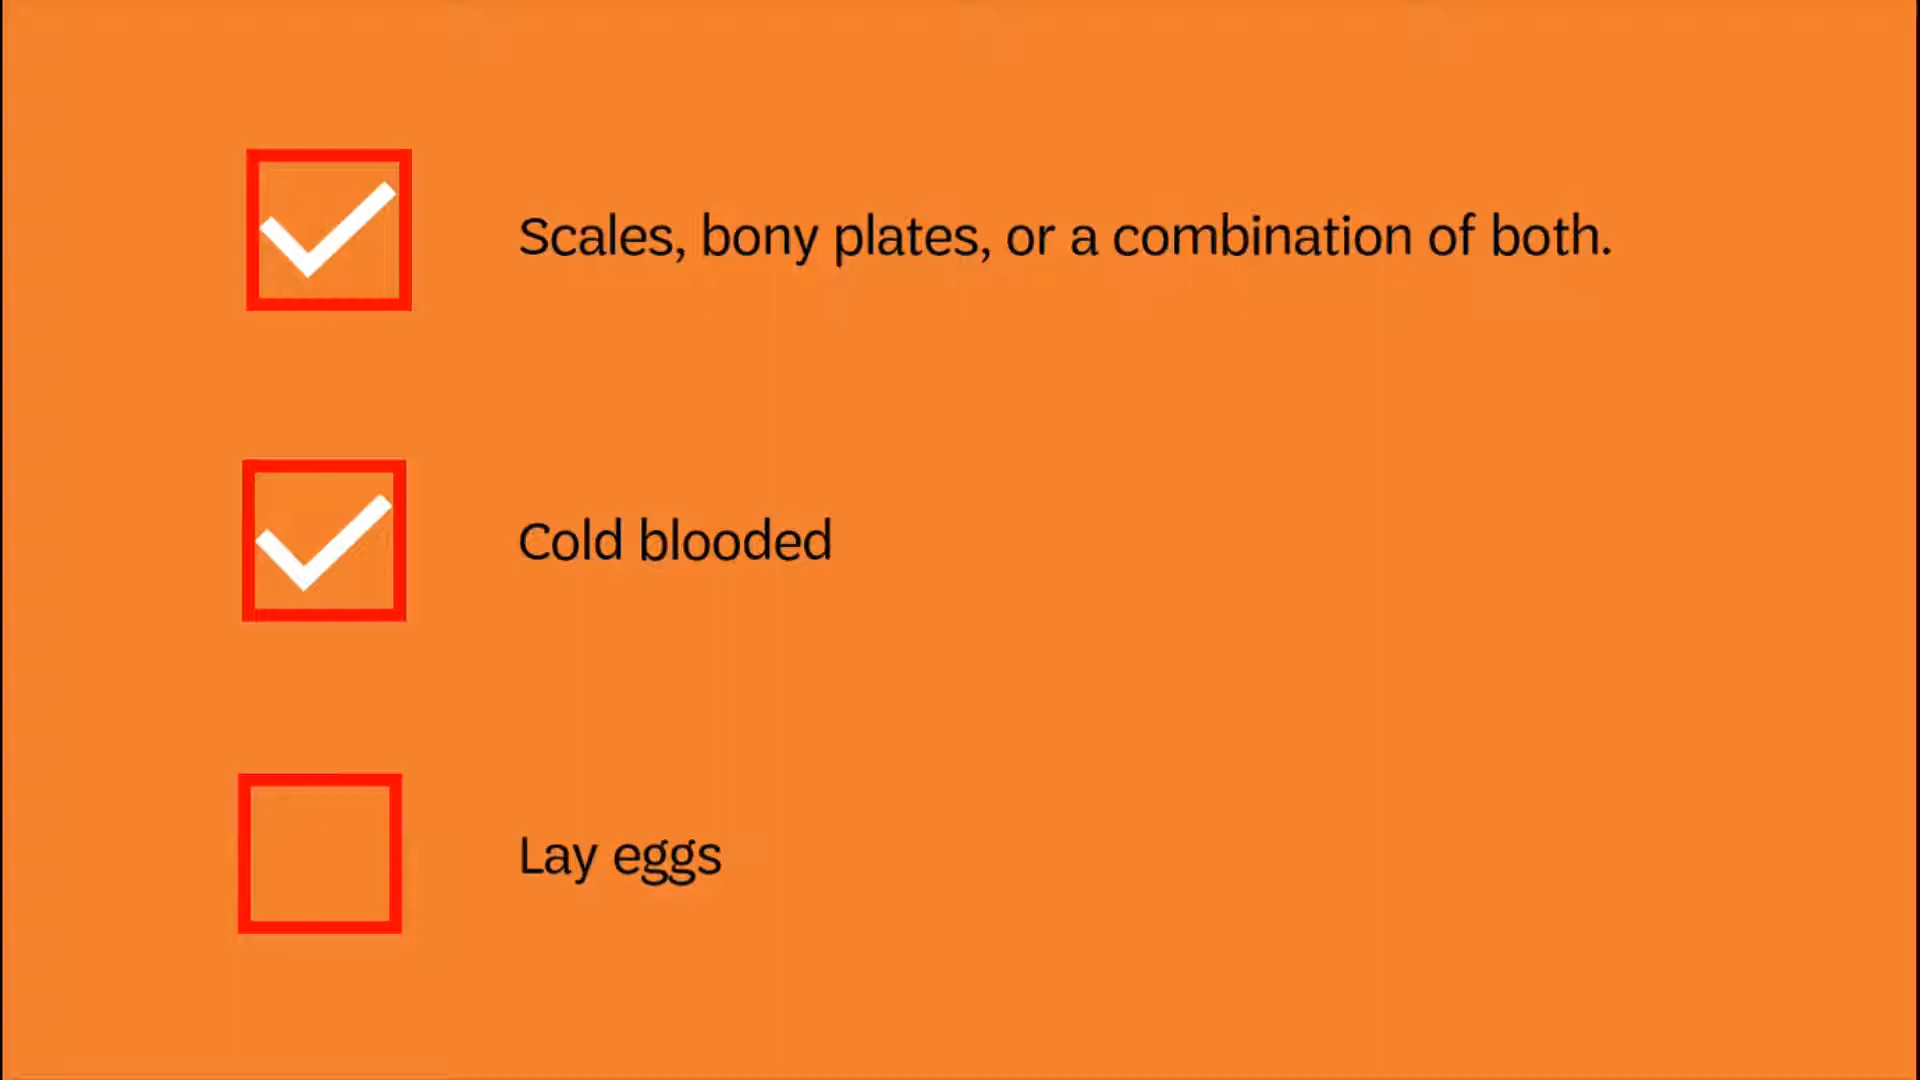 Scales, bony plates, or a combination of both.
Cold blooded
Lay eggs